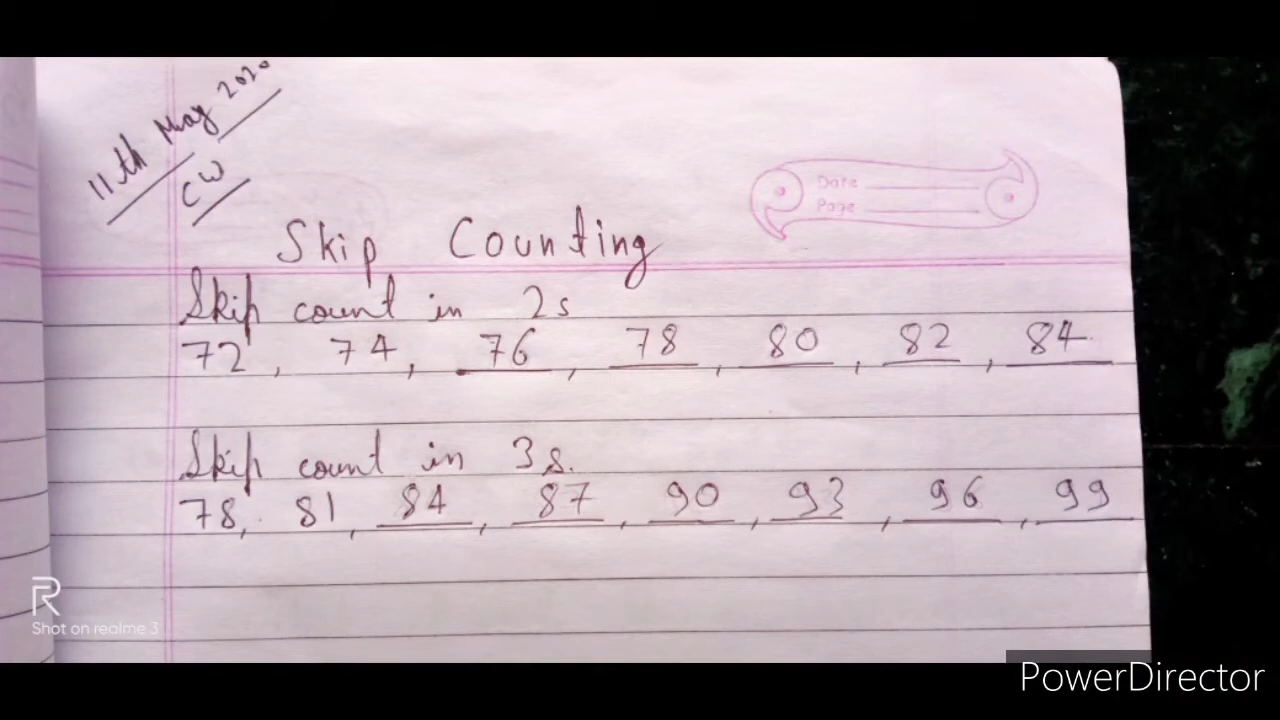 11th May 2020
CW
Date
Page
Skip Counting
Skip count in 2s
72, 74, 76, 78, 80, 82, 84
Skip count in 3s.
78, 81, 84, 87, 90, 93, 96, 99
R
Shot on realme 3
PowerDirector